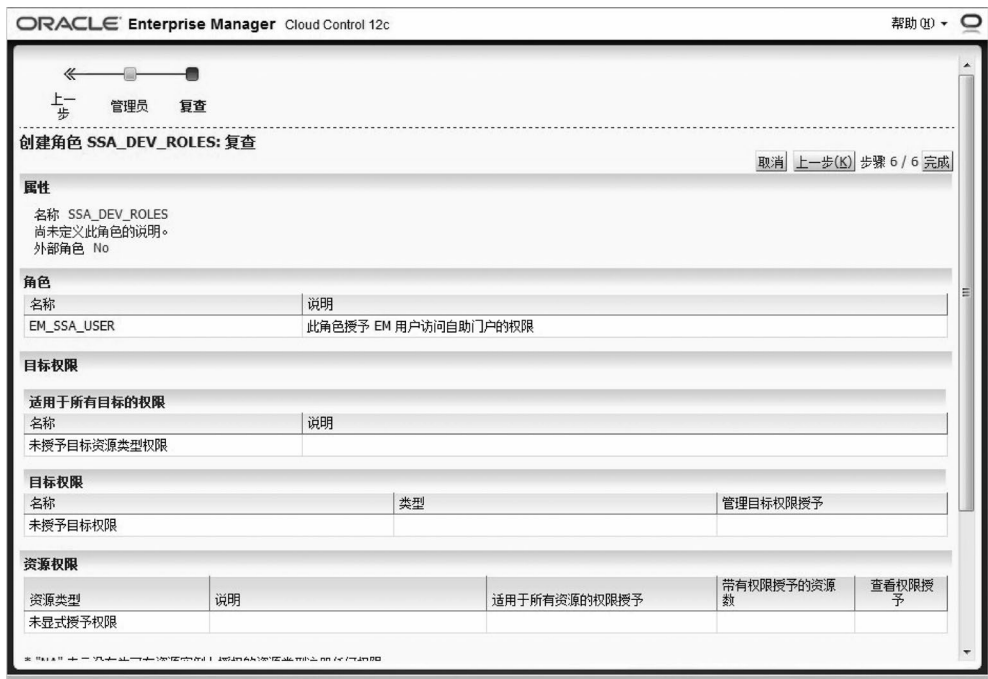 ORACLE Enterprise Manager Cloud Control 12c 帮助(H)
上一步 管理员 复查
创建角色 SSA_DEV_ROLES: 复查
取消 上一步(K) 步骤 6 / 6 完成
属性
名称 SSA_DEV_ROLES
尚未定义此角色的说明。
外部角色 No
角色
名称 说明
EM_SSA_USER 此角色授予 EM 用户访问自助门户的权限
目标权限
适用于所有目标的权限
名称 说明
未授予目标资源类型权限
目标权限
名称 类型 管理目标权限授予
未授予目标权限
资源权限
资源类型 说明 适用于所有资源的权限授予 带有权限授予的资源数 查看权限授予
未显式授予权限